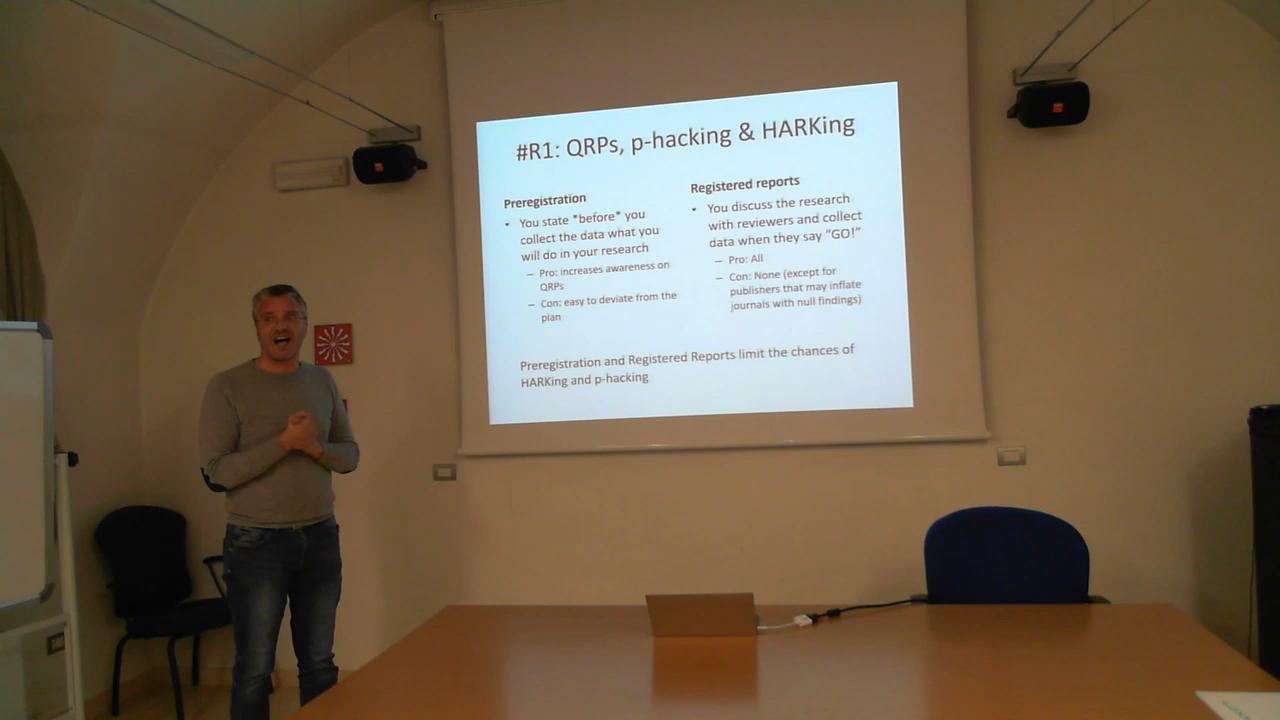 #R1: QRPs, p-hacking & HARKing
Preregistration
• You state *before* you
collect the data what you
will do in your research
– Pro: increases awareness on
QRPs
– Con: easy to deviate from the
plan
Registered reports
• You discuss the research
with reviewers and collect
data when they say “GO!”
– Pro: All
– Con: None (except for
publishers that may inflate
journals with null findings)
Preregistration and Registered Reports limit the chances of
HARKing and p-hacking